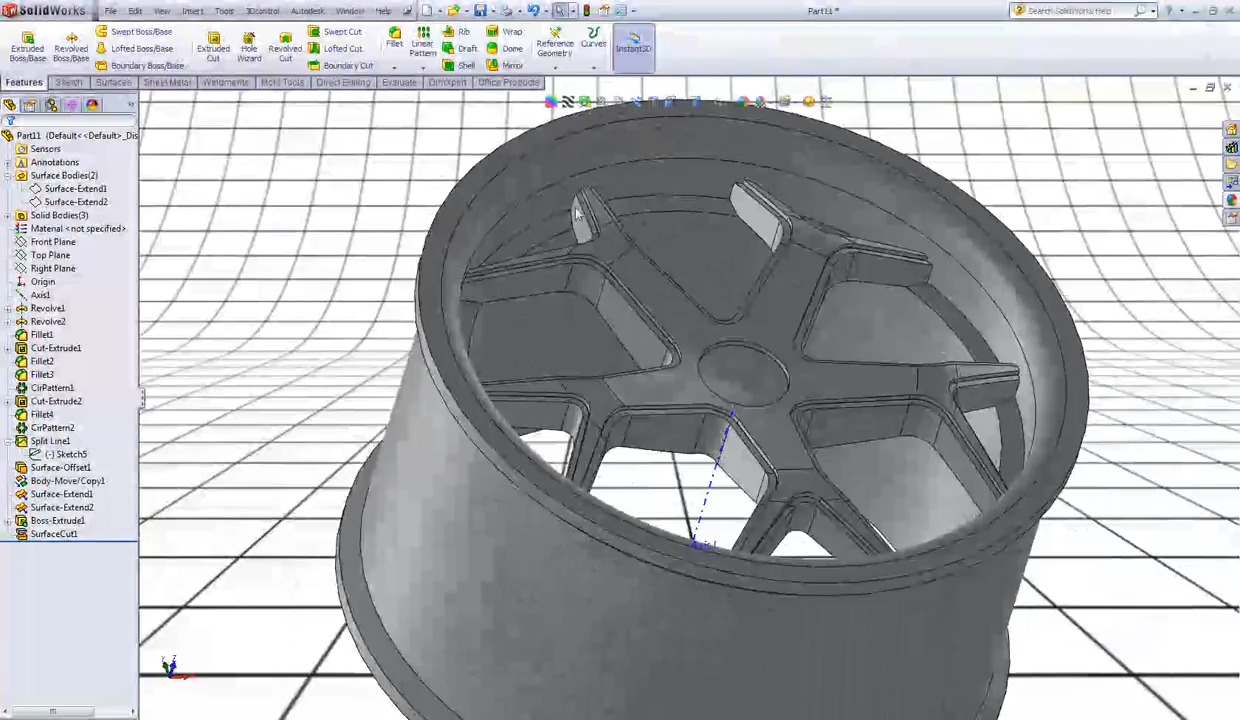 SolidWorks File Edit View Insert Tools 3Dcontrol Autodesk Window Help Part11 * Search SolidWorks Help
Extruded Boss/Base
Revolved Boss/Base
Swept Boss/Base
Lofted Boss/Base
Boundary Boss/Base
Extruded Cut
Hole Wizard
Revolved Cut
Swept Cut
Lofted Cut
Boundary Cut
Fillet
Linear Pattern
Rib
Draft
Shell
Wrap
Dome
Mirror
Reference Geometry
Curves
Instant3D
Features Sketch Surfaces Sheet Metal Weldments Mold Tools Direct Editing Evaluate DimXpert Office Products
Part11 (Default<<Default>_Dis
Sensors
Annotations
Surface Bodies(2)
Surface-Extend1
Surface-Extend2
Solid Bodies(3)
Material <not specified>
Front Plane
Top Plane
Right Plane
Origin
Axis1
Revolve1
Revolve2
Fillet1
Cut-Extrude1
Fillet2
Fillet3
CirPattern1
Cut-Extrude2
Fillet4
CirPattern2
Split Line1
(-) Sketch5
Surface-Offset1
Body-Move/Copy1
Surface-Extend1
Surface-Extend2
Boss-Extrude1
SurfaceCut1